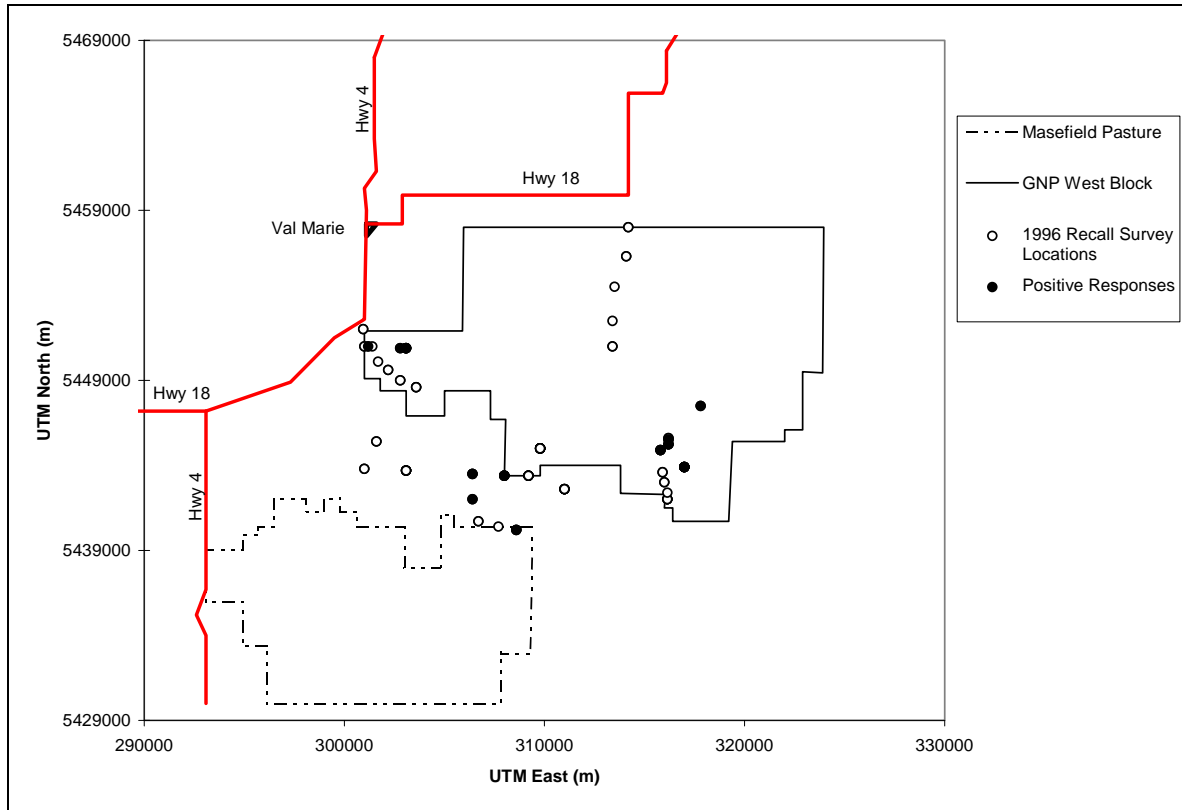 5469000
5459000
5449000
5439000
5429000
UTM North (m)
Hwy 4
Hwy 18
Val Marie
Hwy 18
Hwy 4
290000 300000 310000 320000 330000
UTM East (m)
Masefield Pasture
GNP West Block
1996 Recall Survey
Locations
Positive Responses